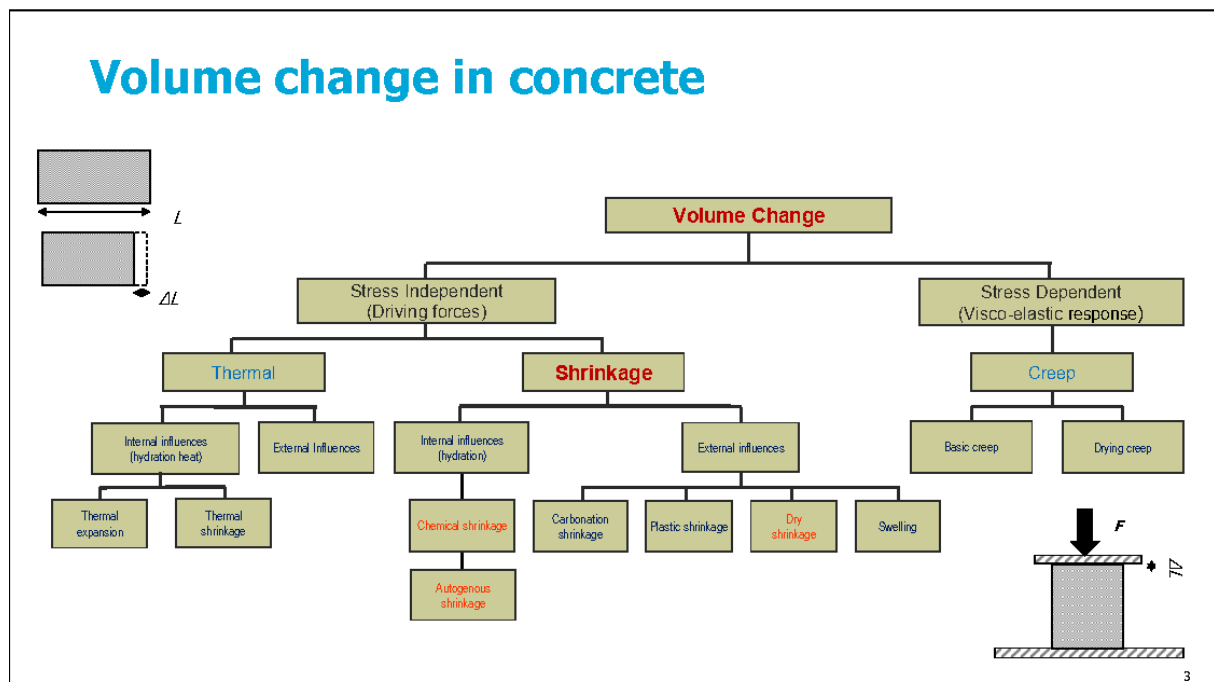 Volume change in concrete
L
ΔL
Volume Change
Stress Independent
(Driving forces)
Stress Dependent
(Visco-elastic response)
Thermal
Shrinkage
Creep
Internal influences
(hydration heat)
External Influences
Internal influences
(hydration)
External influences
Basic creep
Drying creep
Thermal
expansion
Thermal
shrinkage
Chemical shrinkage
Carbonation
shrinkage
Plastic shrinkage
Dry
shrinkage
Swelling
Autogenous
shrinkage
F
ΔL
3